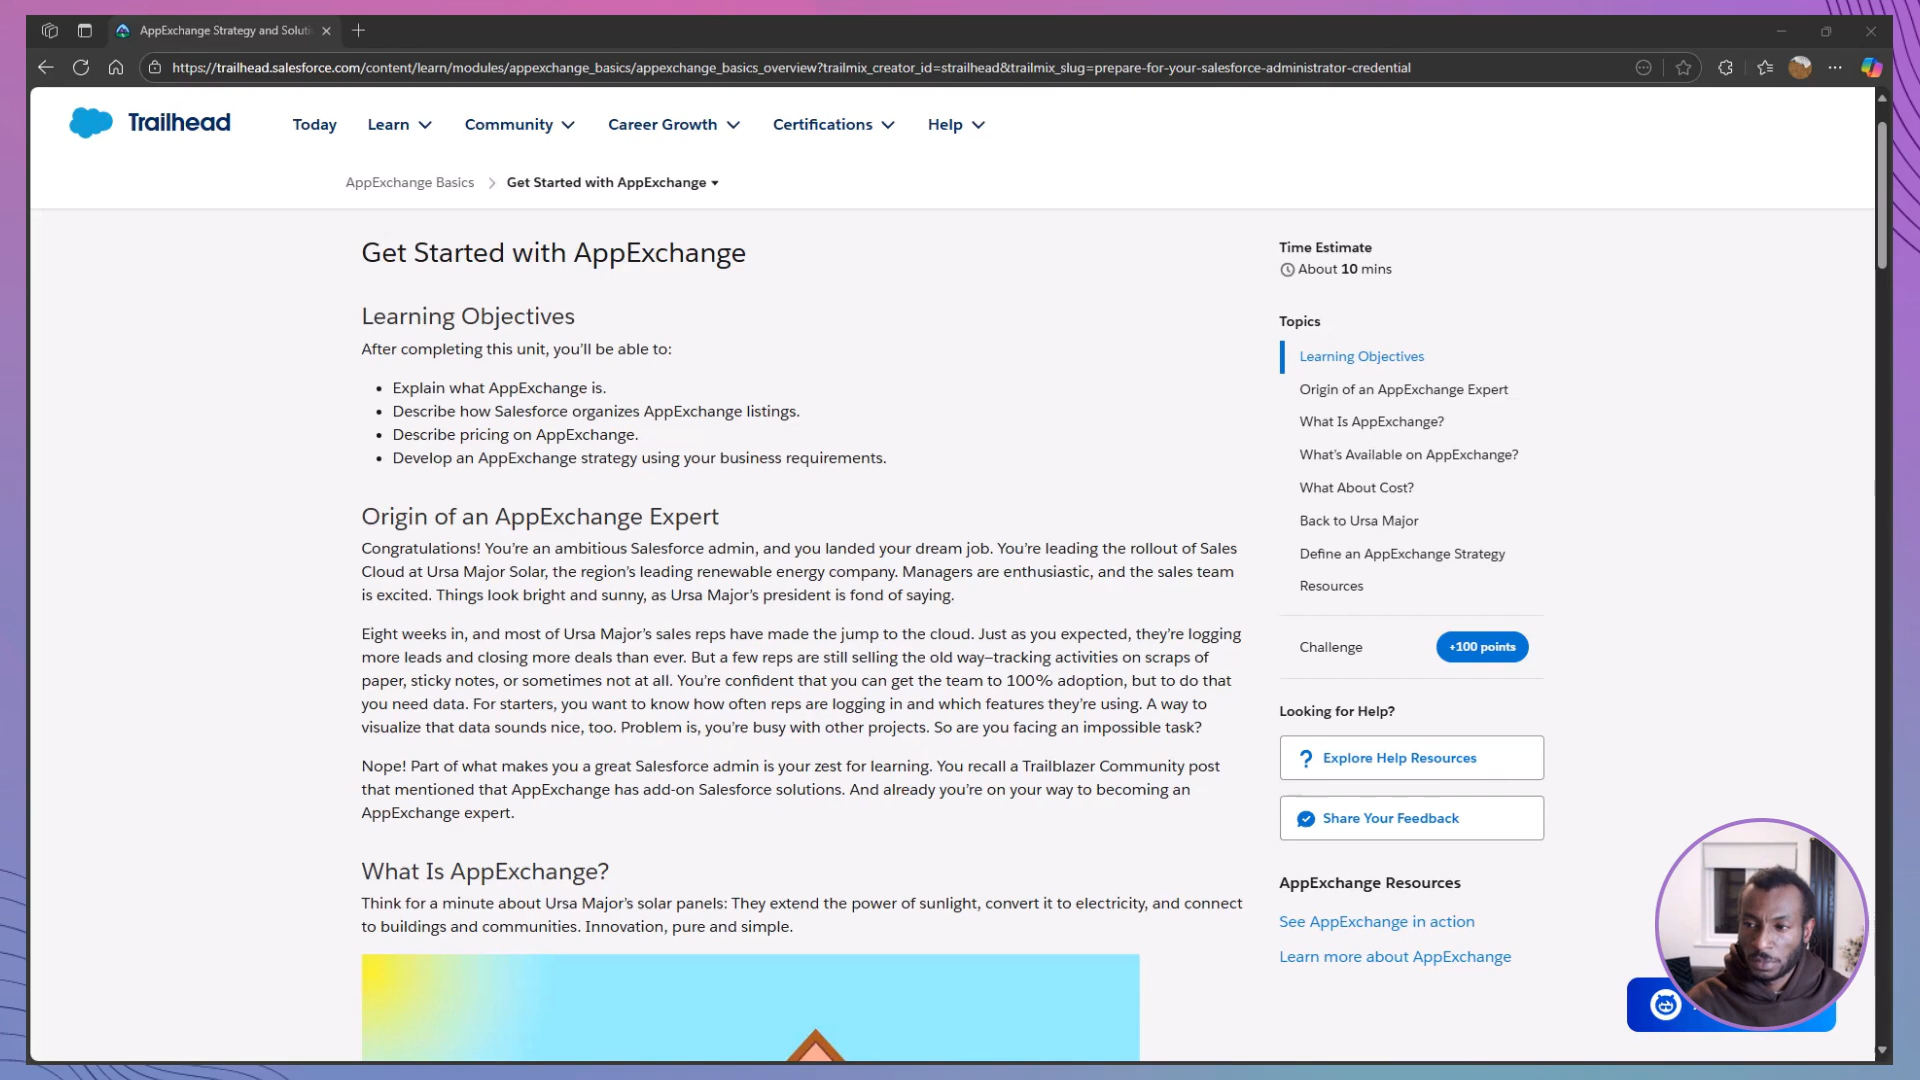 AppExchange Strategy and Soluti
https://trailhead.salesforce.com/content/learn/modules/appexchange_basics/appexchange_basics_overview?trailmix_creator_id=strailhead&trailmix_slug=prepare-for-your-salesforce-administrator-credential
Trailhead
Today
Learn
Community
Career Growth
Certifications
Help
AppExchange Basics
Get Started with AppExchange
Get Started with AppExchange
Learning Objectives
After completing this unit, you’ll be able to:
• Explain what AppExchange is.
• Describe how Salesforce organizes AppExchange listings.
• Describe pricing on AppExchange.
• Develop an AppExchange strategy using your business requirements.
Origin of an AppExchange Expert
Congratulations! You’re an ambitious Salesforce admin, and you landed your dream job. You’re leading the rollout of Sales
Cloud at Ursa Major Solar, the region’s leading renewable energy company. Managers are enthusiastic, and the sales team
is excited. Things look bright and sunny, as Ursa Major’s president is fond of saying.
Eight weeks in, and most of Ursa Major’s sales reps have made the jump to the cloud. Just as you expected, they’re logging
more leads and closing more deals than ever. But a few reps are still selling the old way—tracking activities on scraps of
paper, sticky notes, or sometimes not at all. You’re confident that you can get the team to 100% adoption, but to do that
you need data. For starters, you want to know how often reps are logging in and which features they’re using. A way to
visualize that data sounds nice, too. Problem is, you’re busy with other projects. So are you facing an impossible task?
Nope! Part of what makes you a great Salesforce admin is your zest for learning. You recall a Trailblazer Community post
that mentioned that AppExchange has add-on Salesforce solutions. And already you’re on your way to becoming an
AppExchange expert.
What Is AppExchange?
Think for a minute about Ursa Major’s solar panels: They extend the power of sunlight, convert it to electricity, and connect
to buildings and communities. Innovation, pure and simple.
Time Estimate
About 10 mins
Topics
Learning Objectives
Origin of an AppExchange Expert
What Is AppExchange?
What’s Available on AppExchange?
What About Cost?
Back to Ursa Major
Define an AppExchange Strategy
Resources
Challenge
+100 points
Looking for Help?
? Explore Help Resources
Share Your Feedback
AppExchange Resources
See AppExchange in action
Learn more about AppExchange